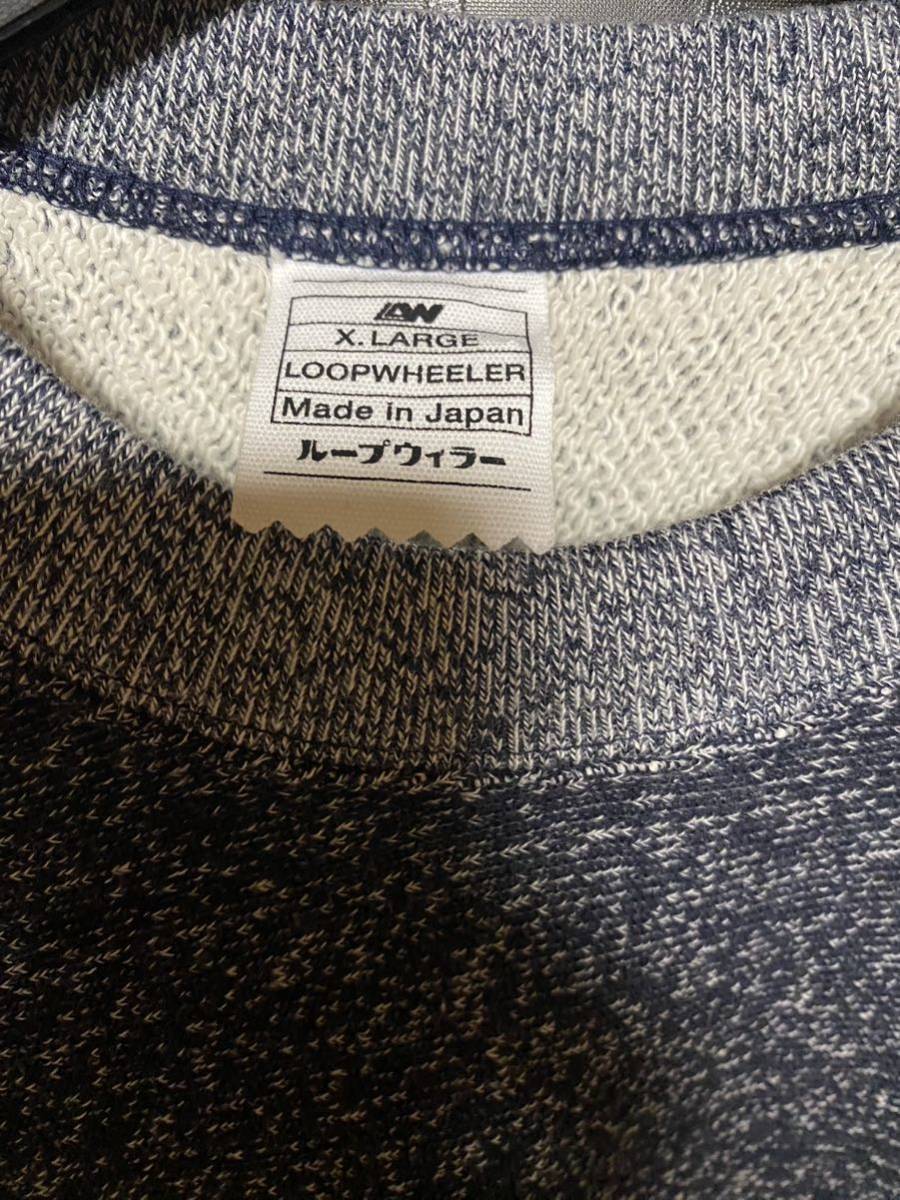 LW
X.LARGE
LOOPWHEELER
Made in Japan
ループウィラー